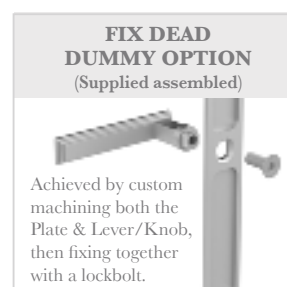 FIX DEAD
DUMMY OPTION
(Supplied assembled)
Achieved by custom
machining both the
Plate & Lever/Knob,
then fixing together
with a lockbolt.